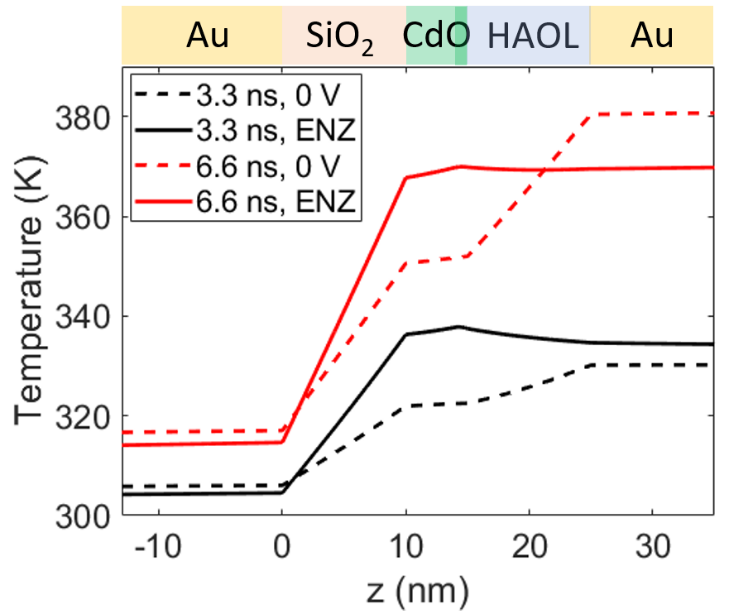 Au SiO₂ CdO HAOL Au
3.3 ns, 0 V
3.3 ns, ENZ
6.6 ns, 0 V
6.6 ns, ENZ
Temperature (K)
380
360
340
320
300
-10 0 10 20 30
z (nm)